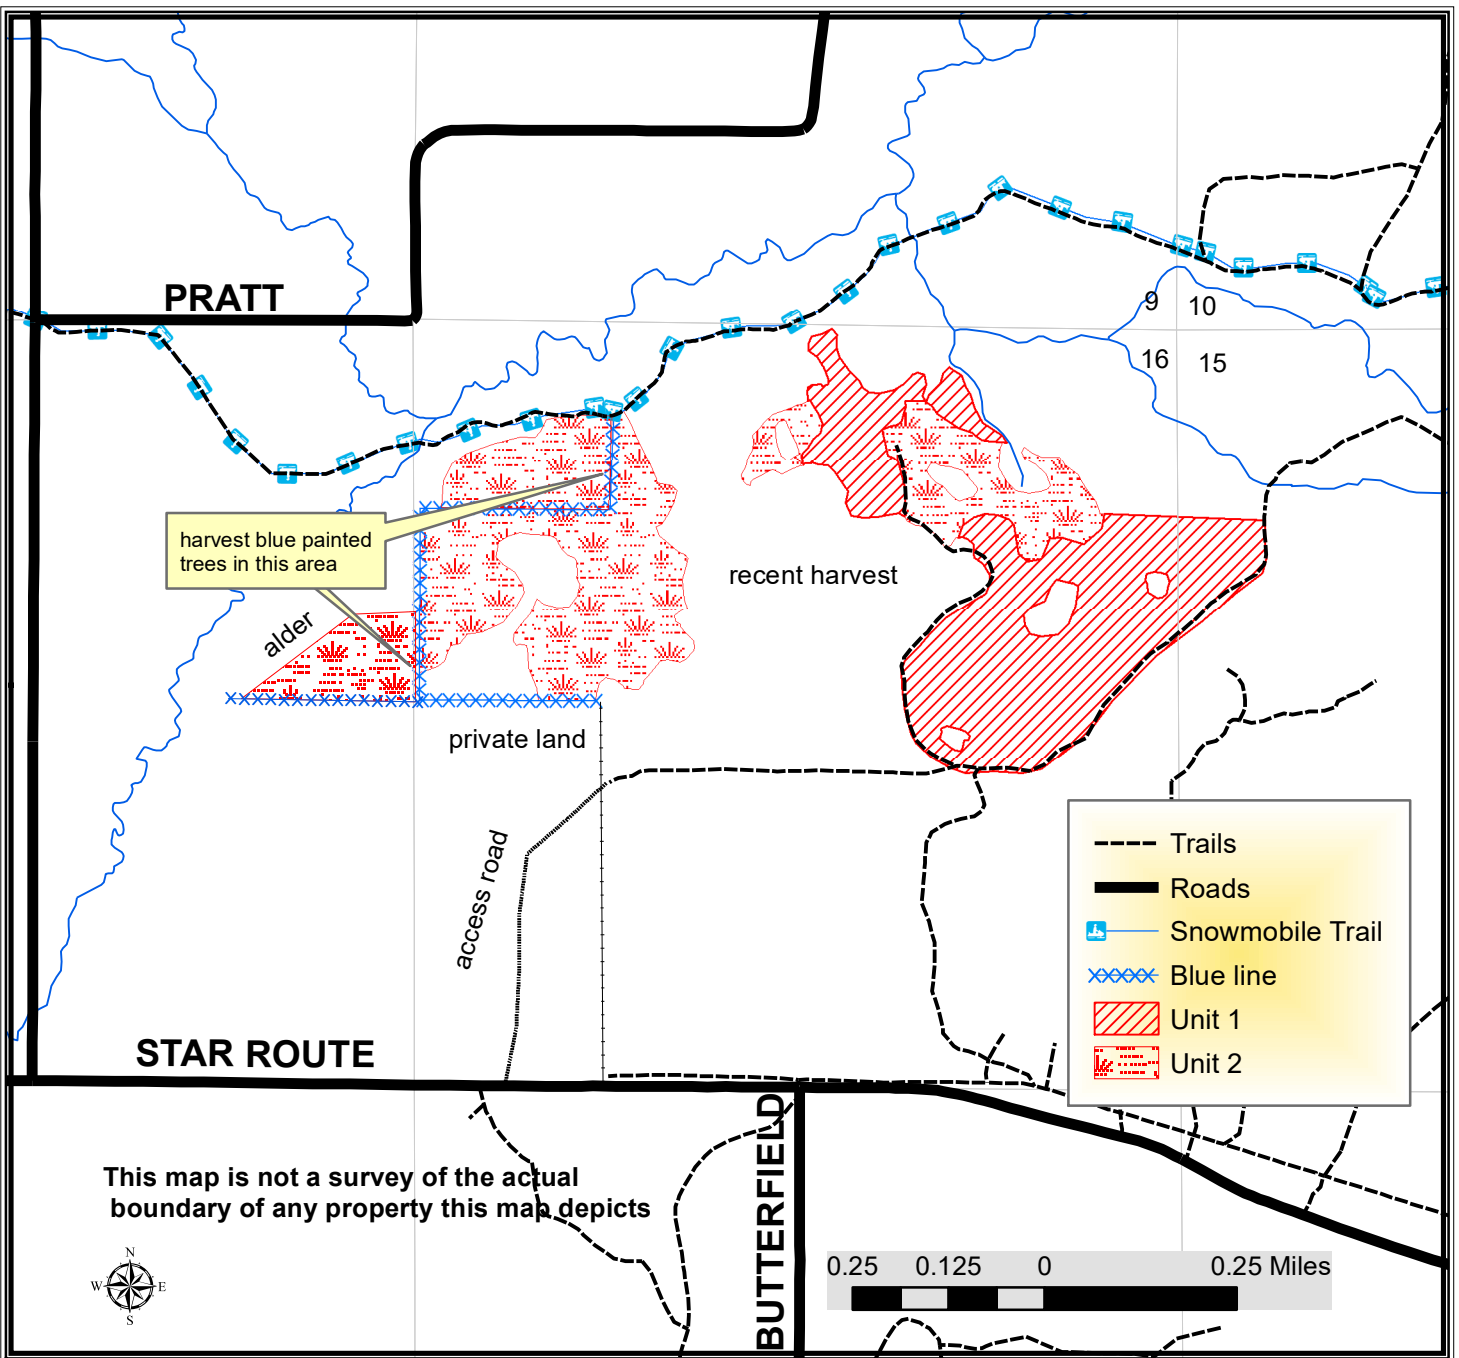 PRATT
9
10
16
15
harvest blue painted
trees in this area
recent harvest
alder
private land
access road
Trails
Roads
Snowmobile Trail
Blue line
Unit 1
Unit 2
STAR ROUTE
BUTTERFIELD
This map is not a survey of the actual
boundary of any property this map depicts
N
W
E
S
0.25
0.125
0
0.25 Miles